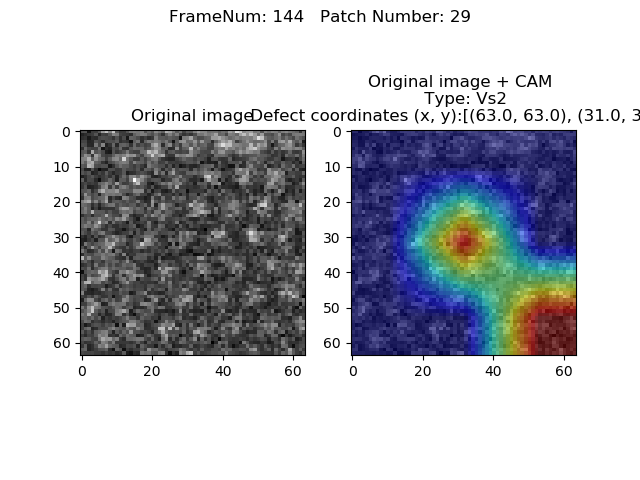 FrameNum: 144   Patch Number: 29
Original image + CAM
Type: Vs2
Original image
Defect coordinates (x, y):[(63.0, 63.0), (31.0, 3
0
10
20
30
40
50
60
0 20 40 60
0
10
20
30
40
50
60
0 20 40 60